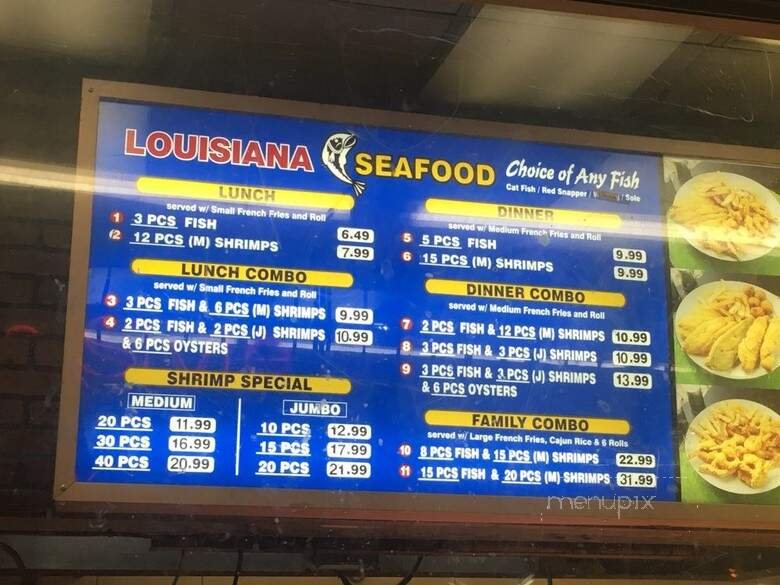 LOUISIANA SEAFOOD
Choice of Any Fish
Cat Fish / Red Snapper / / Sole
LUNCH
served w/ Small French Fries and Roll
1 3 PCS FISH 6.49
2 12 PCS (M) SHRIMPS 7.99
LUNCH COMBO
served w/ Small French Fries and Roll
3 3 PCS FISH & 6 PCS (M) SHRIMPS 9.99
4 2 PCS FISH & 2 PCS (J) SHRIMPS 10.99
& 6 PCS OYSTERS
SHRIMP SPECIAL
MEDIUM
20 PCS 11.99
30 PCS 16.99
40 PCS 20.99
JUMBO
10 PCS 12.99
15 PCS 17.99
20 PCS 21.99
DINNER
served w/ Medium French Fries and Roll
5 5 PCS FISH 9.99
6 15 PCS (M) SHRIMPS 9.99
DINNER COMBO
served w/ Medium French Fries and Roll
7 2 PCS FISH & 12 PCS (M) SHRIMPS 10.99
8 3 PCS FISH & 3 PCS (J) SHRIMPS 10.99
9 3 PCS FISH & 3 PCS (J) SHRIMPS 13.99
& 6 PCS OYSTERS
FAMILY COMBO
served w/ Large French Fries, Cajun Rice & 6 Rolls
10 8 PCS FISH & 15 PCS (M) SHRIMPS 22.99
11 15 PCS FISH & 20 PCS (M) SHRIMPS 31.99
menupix